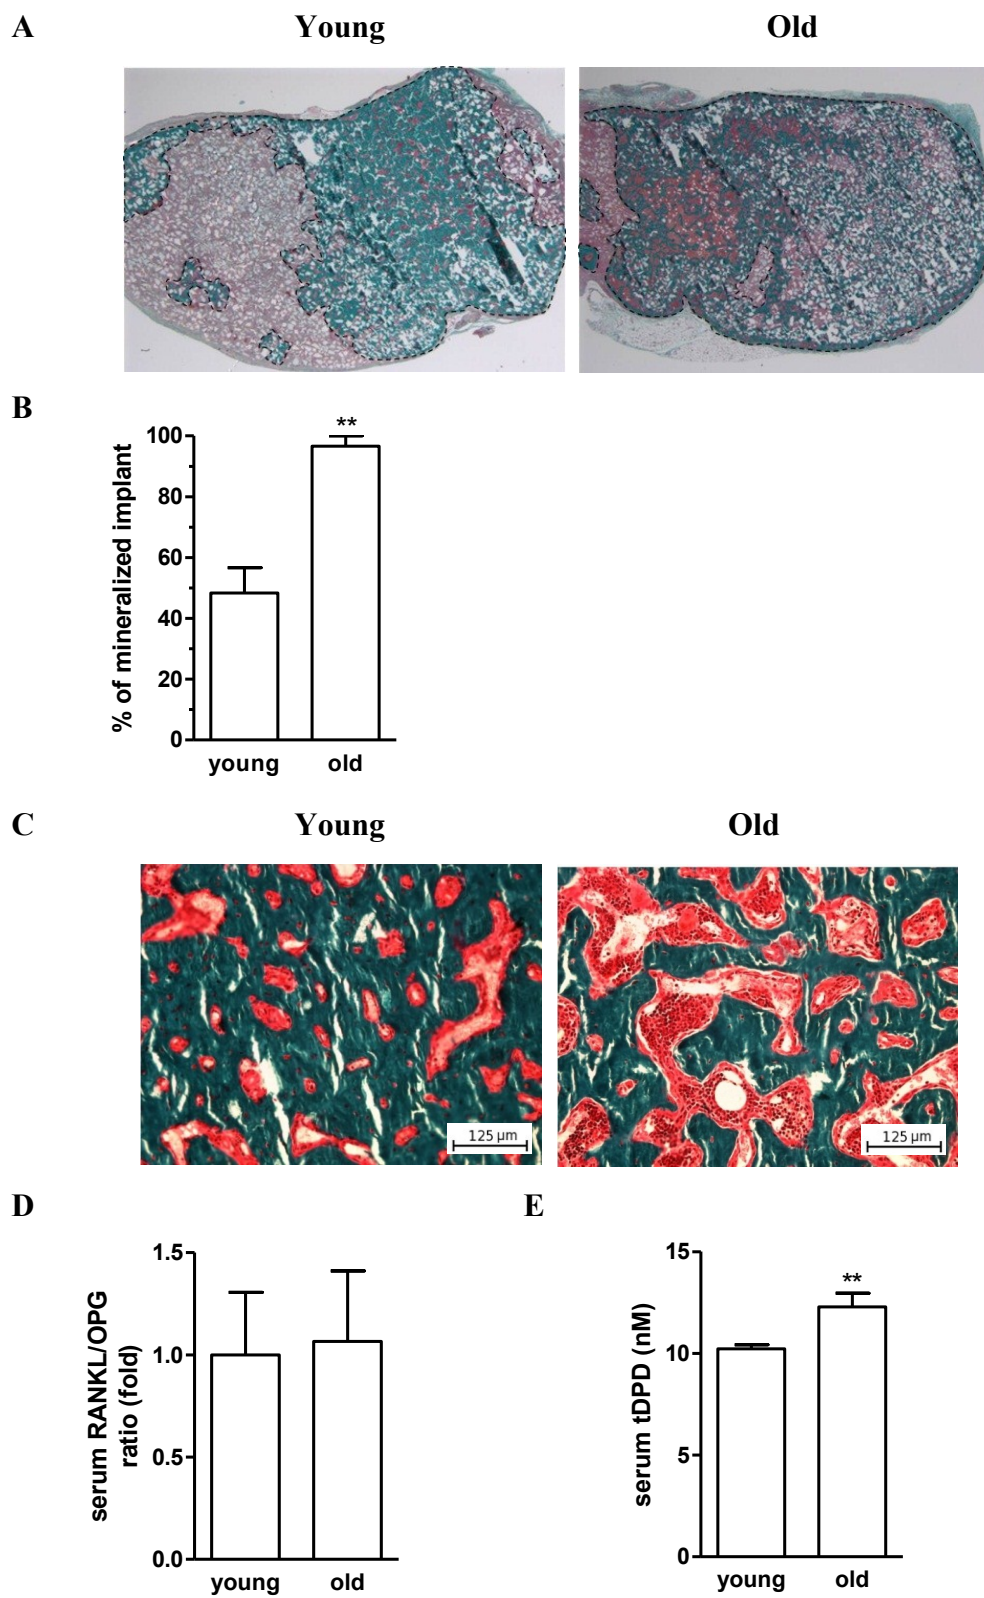 A
Young
Old
B
**
100
80
60
40
20
0
% of mineralized implant
young
old
C
Young
Old
125 µm
125 µm
D
1.5
1.0
0.5
0.0
serum RANKL/OPG
ratio (fold)
young
old
E
**
15
10
5
0
serum tDPD (nM)
young
old